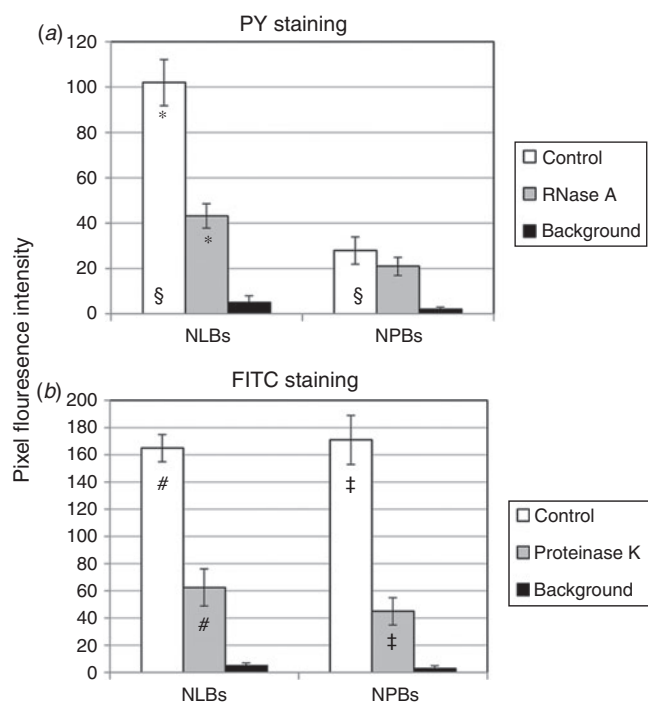 (a)
PY staining
120
100
80
60
40
20
0
*
*
§
§
NLBs
NPBs
Control
RNase A
Background
Pixel flouresence intensity
(b)
FITC staining
200
180
160
140
120
100
80
60
40
20
0
#
#
‡
‡
NLBs
NPBs
Control
Proteinase K
Background